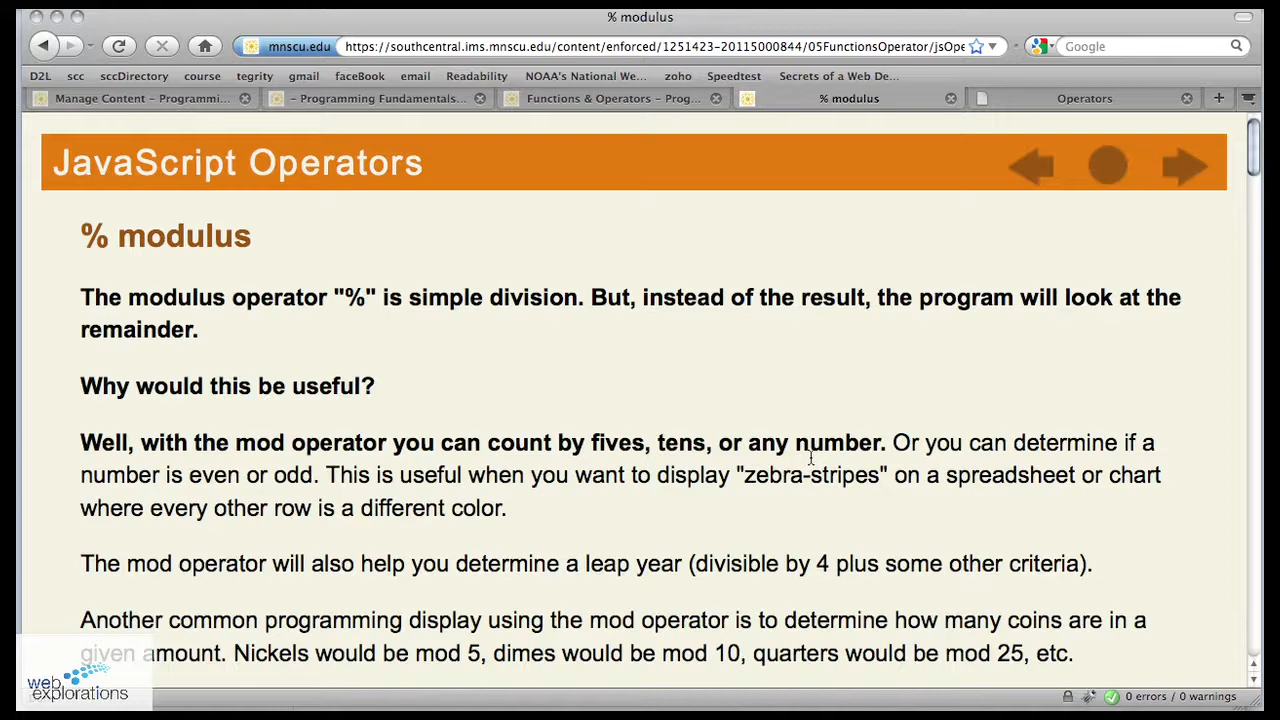 % modulus
mnscu.edu https://southcentral.ims.mnscu.edu/content/enforced/1251423-20115000844/05FunctionsOperator/jsOpe Google
D2L scc sccDirectory course tegrity gmail faceBook email Readability NOAA's National We... zoho Speedtest Secrets of a Web De...
Manage Content – Programmi... – Programming Fundamentals... Functions & Operators – Prog... % modulus Operators
JavaScript Operators
% modulus
The modulus operator "%" is simple division. But, instead of the result, the program will look at the
remainder.
Why would this be useful?
Well, with the mod operator you can count by fives, tens, or any number. Or you can determine if a
number is even or odd. This is useful when you want to display "zebra-stripes" on a spreadsheet or chart
where every other row is a different color.
The mod operator will also help you determine a leap year (divisible by 4 plus some other criteria).
Another common programming display using the mod operator is to determine how many coins are in a
given amount. Nickels would be mod 5, dimes would be mod 10, quarters would be mod 25, etc.
web
explorations
0 errors / 0 warnings